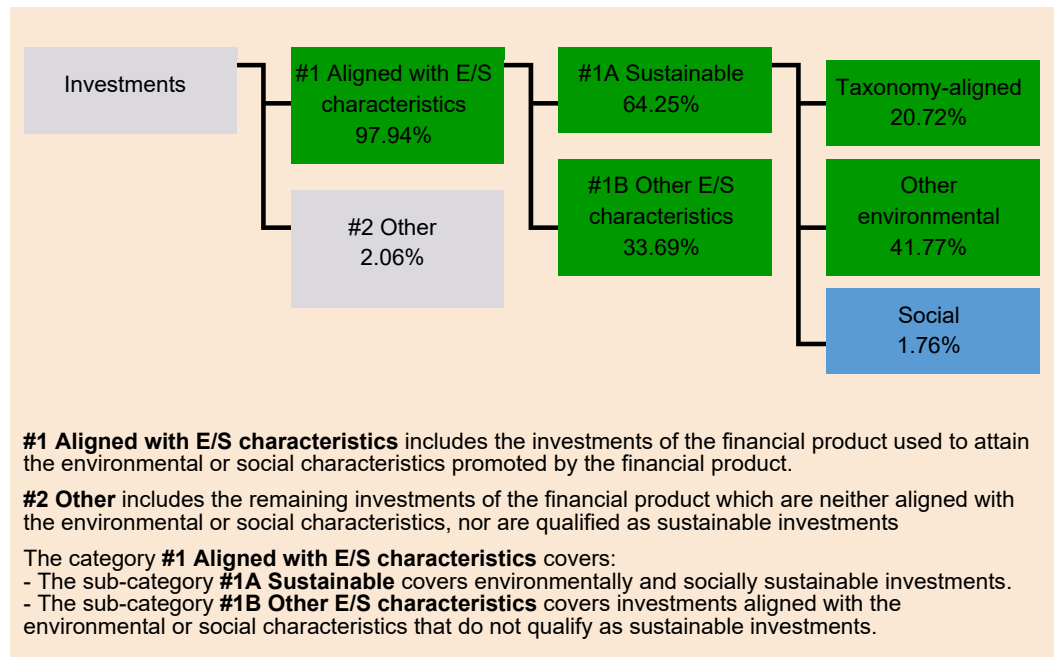 Investments
#1 Aligned with E/S
characteristics
97.94%
#2 Other
2.06%
#1A Sustainable
64.25%
#1B Other E/S
characteristics
33.69%
Taxonomy-aligned
20.72%
Other
environmental
41.77%
Social
1.76%
#1 Aligned with E/S characteristics includes the investments of the financial product used to attain
the environmental or social characteristics promoted by the financial product.
#2 Other includes the remaining investments of the financial product which are neither aligned with
the environmental or social characteristics, nor are qualified as sustainable investments
The category #1 Aligned with E/S characteristics covers:
- The sub-category #1A Sustainable covers environmentally and socially sustainable investments.
- The sub-category #1B Other E/S characteristics covers investments aligned with the
environmental or social characteristics that do not qualify as sustainable investments.